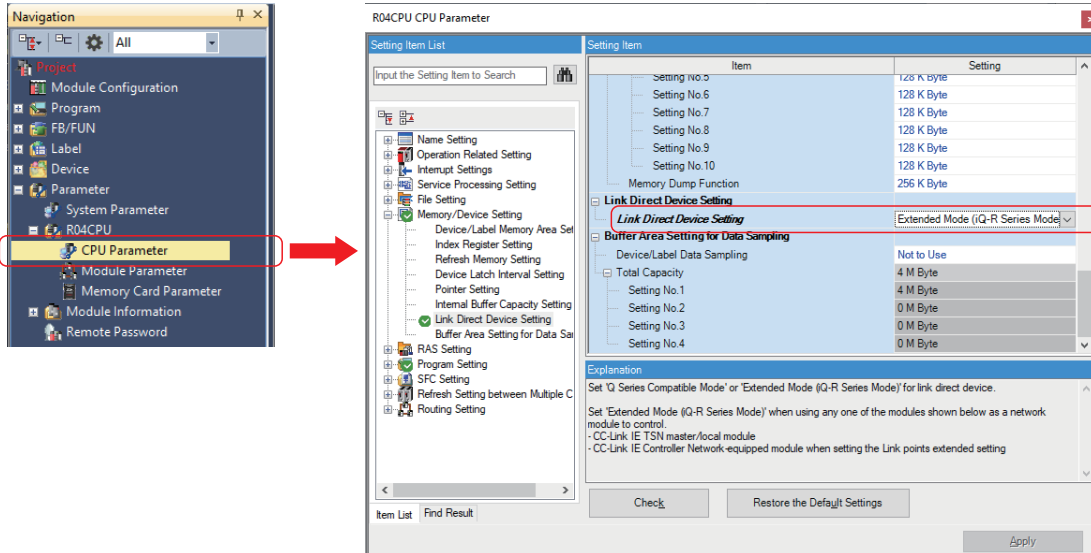 Navigation
All
Project
Module Configuration
Program
FB/FUN
Label
Device
Parameter
System Parameter
R04CPU
CPU Parameter
Module Parameter
Memory Card Parameter
Module Information
Remote Password
R04CPU CPU Parameter
Setting Item List
Input the Setting Item to Search
Name Setting
Operation Related Setting
Interrupt Settings
Service Processing Setting
File Setting
Memory/Device Setting
Device/Label Memory Area Set
Index Register Setting
Refresh Memory Setting
Device Latch Interval Setting
Pointer Setting
Internal Buffer Capacity Setting
Link Direct Device Setting
Buffer Area Setting for Data Sa
RAS Setting
Program Setting
SFC Setting
Refresh Setting between Multiple C
Routing Setting
Item List Find Result
Setting Item
Item Setting
Setting No.5 128 K Byte
Setting No.6 128 K Byte
Setting No.7 128 K Byte
Setting No.8 128 K Byte
Setting No.9 128 K Byte
Setting No.10 128 K Byte
Memory Dump Function 256 K Byte
Link Direct Device Setting
Link Direct Device Setting Extended Mode (iQ-R Series Mode
Buffer Area Setting for Data Sampling
Device/Label Data Sampling Not to Use
Total Capacity 4 M Byte
Setting No.1 4 M Byte
Setting No.2 0 M Byte
Setting No.3 0 M Byte
Setting No.4 0 M Byte
Explanation
Set 'Q Series Compatible Mode' or 'Extended Mode (iQ-R Series Mode)' for link direct device.
Set 'Extended Mode (iQ-R Series Mode)' when using any one of the modules shown below as a network
module to control.
- CC-Link IE TSN master/local module
- CC-Link IE Controller Network-equipped module when setting the Link points extended setting
Check Restore the Default Settings
Apply